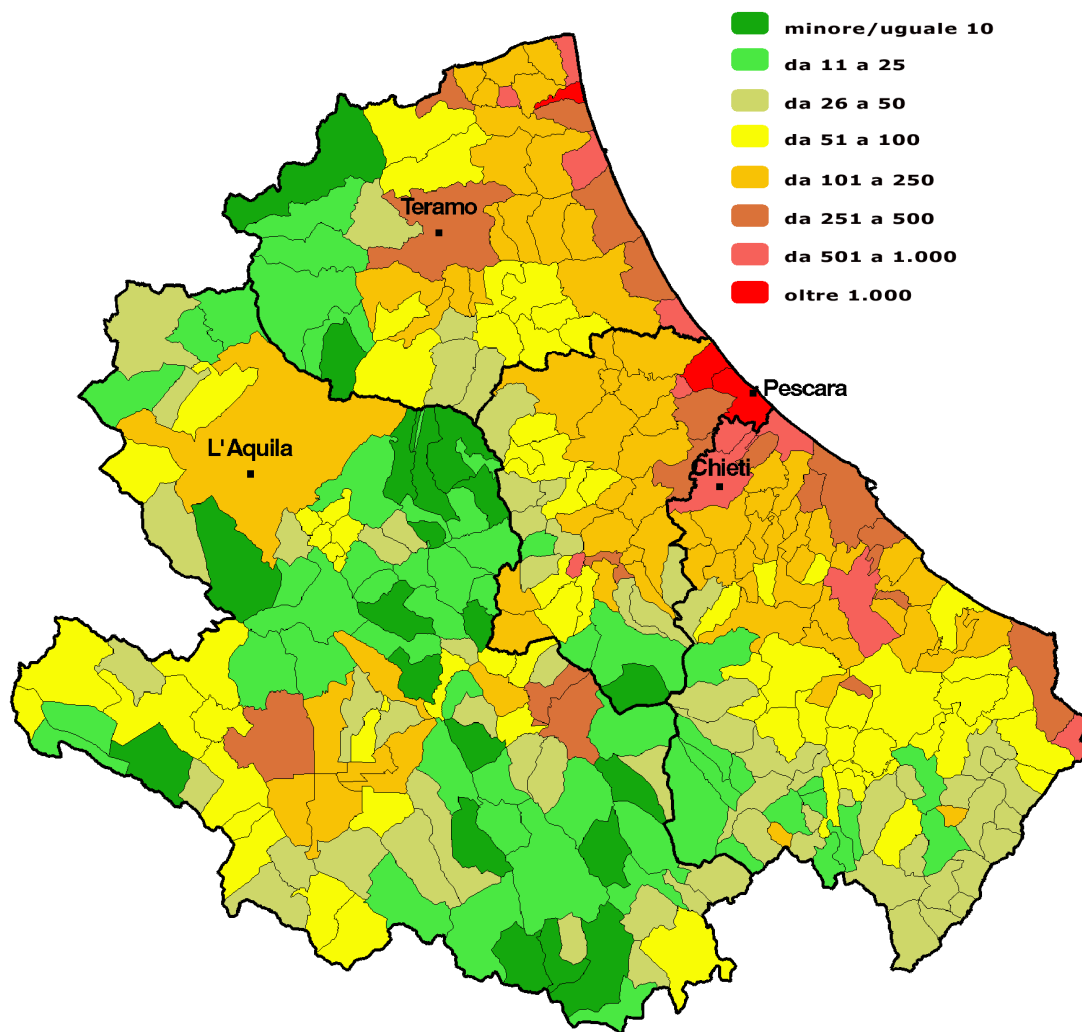 minore/uguale 10
da 11 a 25
da 26 a 50
da 51 a 100
da 101 a 250
da 251 a 500
da 501 a 1.000
oltre 1.000
Teramo
Pescara
L'Aquila
Chieti